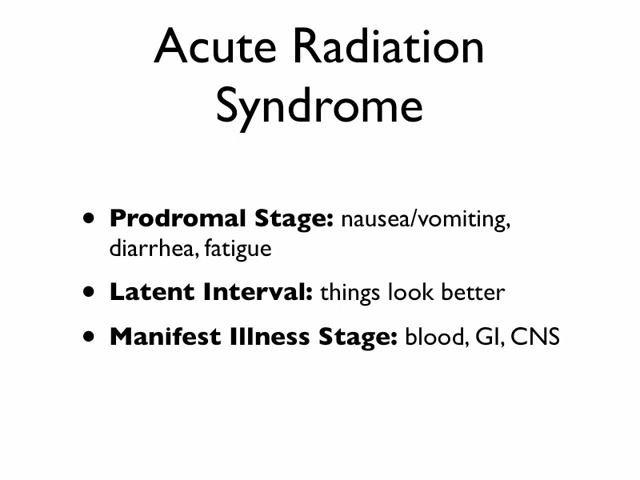 Acute Radiation
Syndrome
• Prodromal Stage: nausea/vomiting,
diarrhea, fatigue
• Latent Interval: things look better
• Manifest Illness Stage: blood, GI, CNS